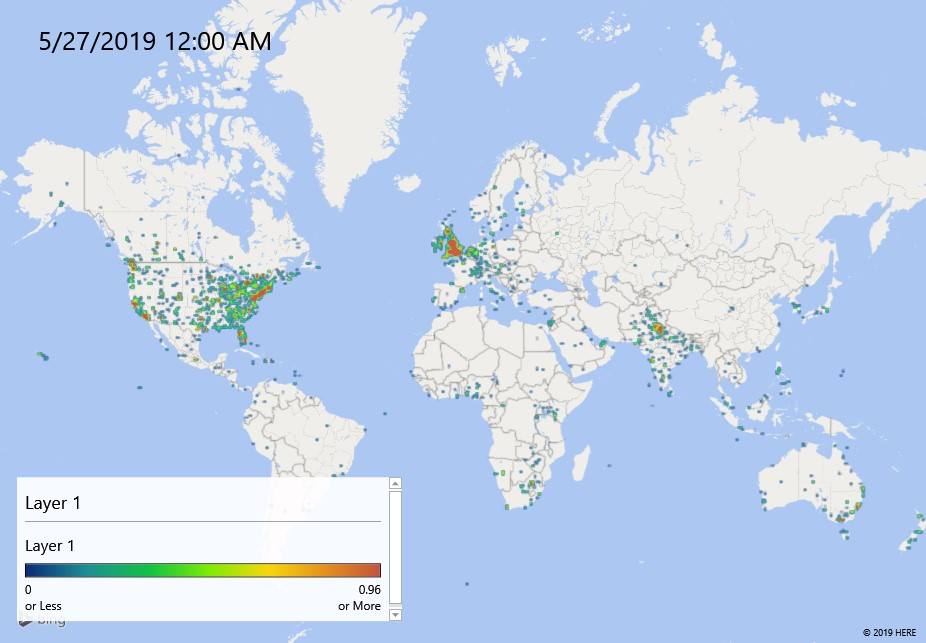 5/27/2019 12:00 AM
Layer 1
Layer 1
0 0.96
or Less or More
bing
© 2019 HERE